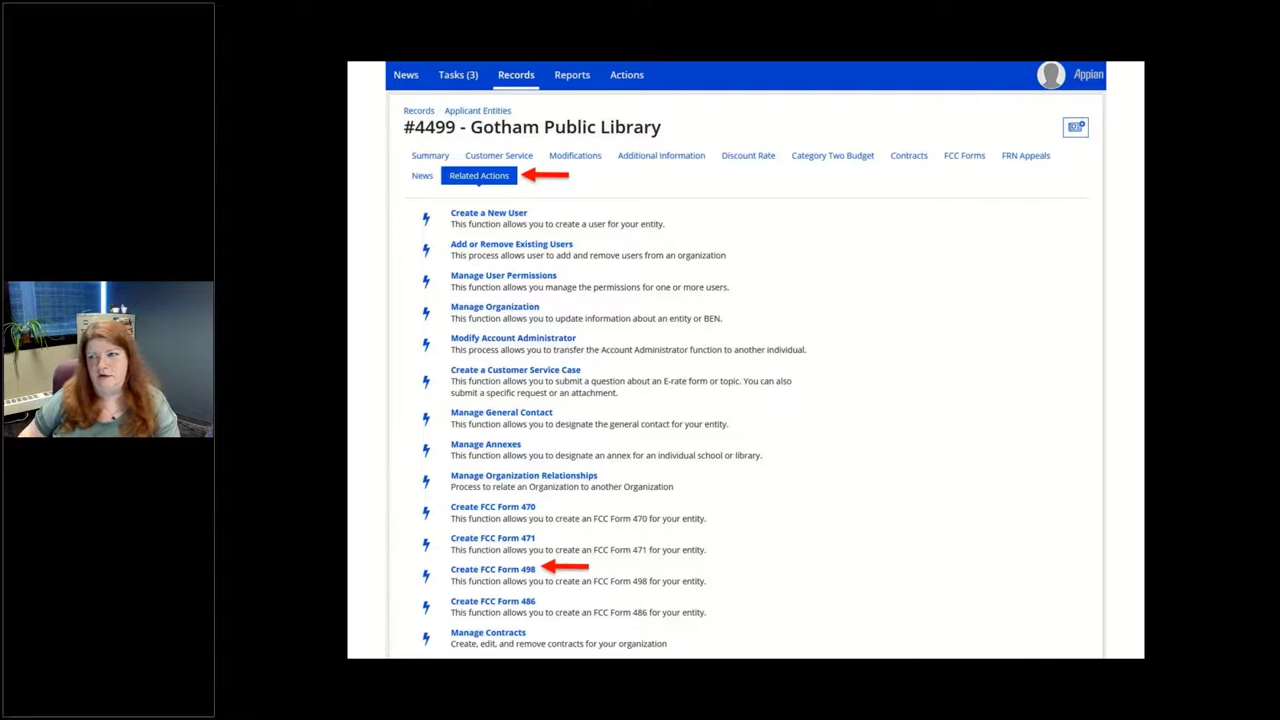 News Tasks (3) Records Reports Actions
Appian
Records Applicant Entities
#4499 - Gotham Public Library
Summary Customer Service Modifications Additional Information Discount Rate Category Two Budget Contracts FCC Forms FRN Appeals
News Related Actions
Create a New User
This function allows you to create a user for your entity.
Add or Remove Existing Users
This process allows user to add and remove users from an organization
Manage User Permissions
This function allows you manage the permissions for one or more users.
Manage Organization
This function allows you to update information about an entity or BEN.
Modify Account Administrator
This process allows you to transfer the Account Administrator function to another individual.
Create a Customer Service Case
This function allows you to submit a question about an E-rate form or topic. You can also
submit a specific request or an attachment.
Manage General Contact
This function allows you to designate the general contact for your entity.
Manage Annexes
This function allows you to designate an annex for an individual school or library.
Manage Organization Relationships
Process to relate an Organization to another Organization
Create FCC Form 470
This function allows you to create an FCC Form 470 for your entity.
Create FCC Form 471
This function allows you to create an FCC Form 471 for your entity.
Create FCC Form 498
This function allows you to create an FCC Form 498 for your entity.
Create FCC Form 486
This function allows you to create an FCC Form 486 for your entity.
Manage Contracts
Create, edit, and remove contracts for your organization